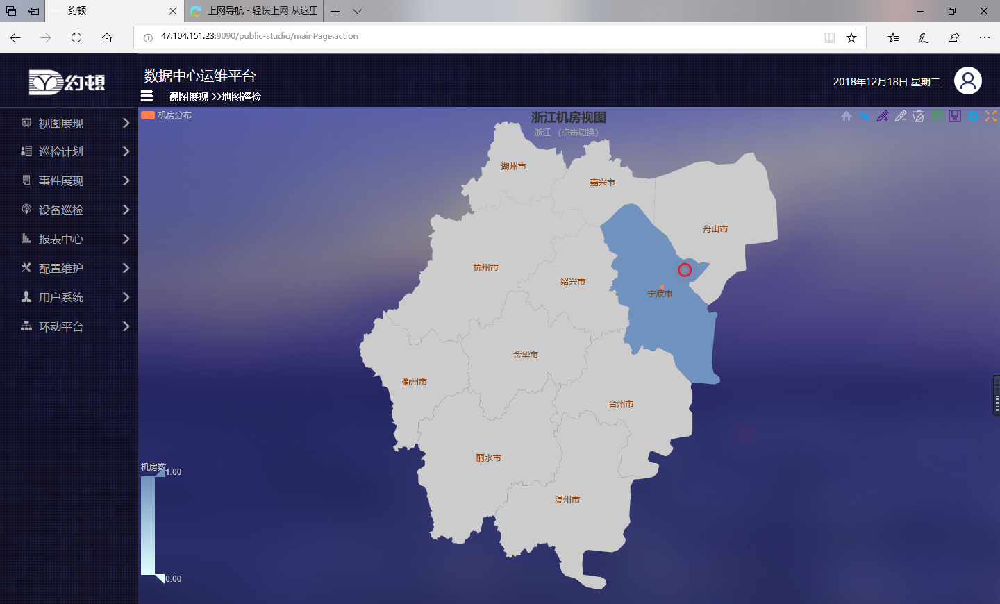 约顿
上网导航 - 轻快上网 从这里
47.104.151.23:9090/public-studio/mainPage.action
约頓
数据中心运维平台
视图展现 >>地图巡检
2018年12月18日 星期二
视图展现
巡检计划
事件展现
设备巡检
报表中心
配置维护
用户系统
环动平台
机房分布
浙江机房视图
浙江 （点击切换）
湖州市
嘉兴市
舟山市
杭州市
绍兴市
宁波市
金华市
衢州市
台州市
丽水市
温州市
机房数
1.00
0.00